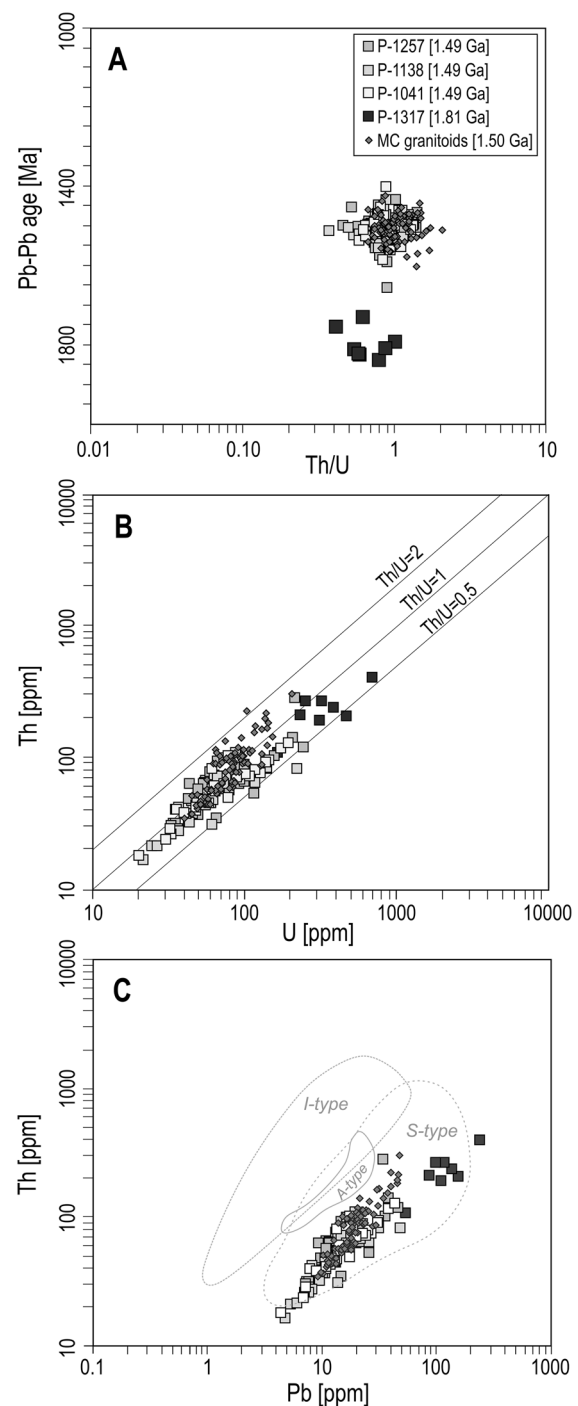 A
P-1257 [1.49 Ga]
P-1138 [1.49 Ga]
P-1041 [1.49 Ga]
P-1317 [1.81 Ga]
MC granitoids [1.50 Ga]
Pb-Pb age [Ma]
1000
1400
1800
0.01
0.10
1
10
Th/U
B
Th/U=2
Th/U=1
Th/U=0.5
Th [ppm]
10000
1000
100
10
10
100
1000
10000
U [ppm]
C
I-type
S-type
A-type
Th [ppm]
10000
1000
100
10
0.1
1
10
100
1000
Pb [ppm]